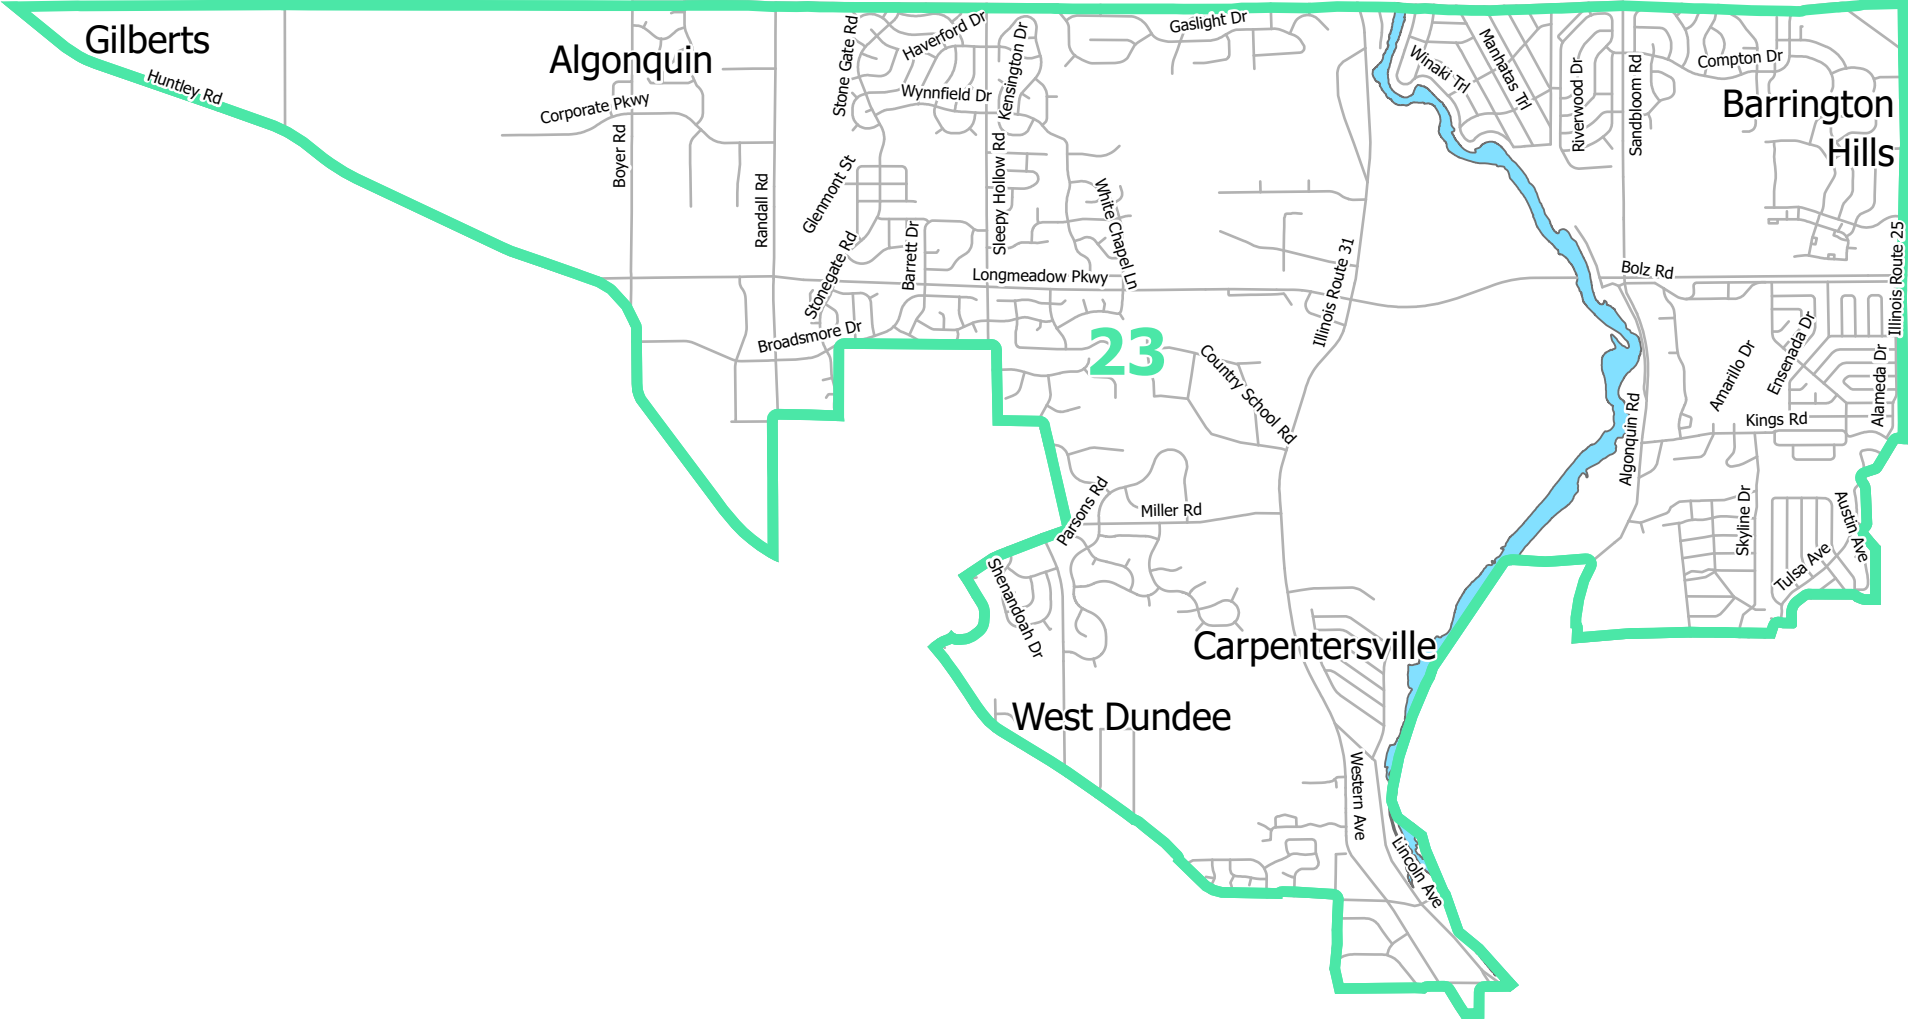 Gilberts
Huntley Rd
Algonquin
Corporate Pkwy
Boyer Rd
Randall Rd
Stone Gate Rd
Haverford Dr
Kensington Dr
Wynnfield Dr
Gaslight Dr
Winaki Trl
Manhatas Trl
Riverwood Dr
Sandbloom Rd
Compton Dr
Barrington
Hills
Glenmont St
Sleepy Hollow Rd
White Chapel Ln
Stonegate Rd
Barrett Dr
Longmeadow Pkwy
Illinois Route 31
Bolz Rd
Illinois Route 25
Broadsmore Dr
23
Country School Rd
Amarillo Dr
Ensenada Dr
Alameda Dr
Kings Rd
Algonquin Rd
Parsons Rd
Miller Rd
Skyline Dr
Austin Ave
Tulsa Ave
Shenandoah Dr
Carpentersville
West Dundee
Western Ave
Lincoln Ave